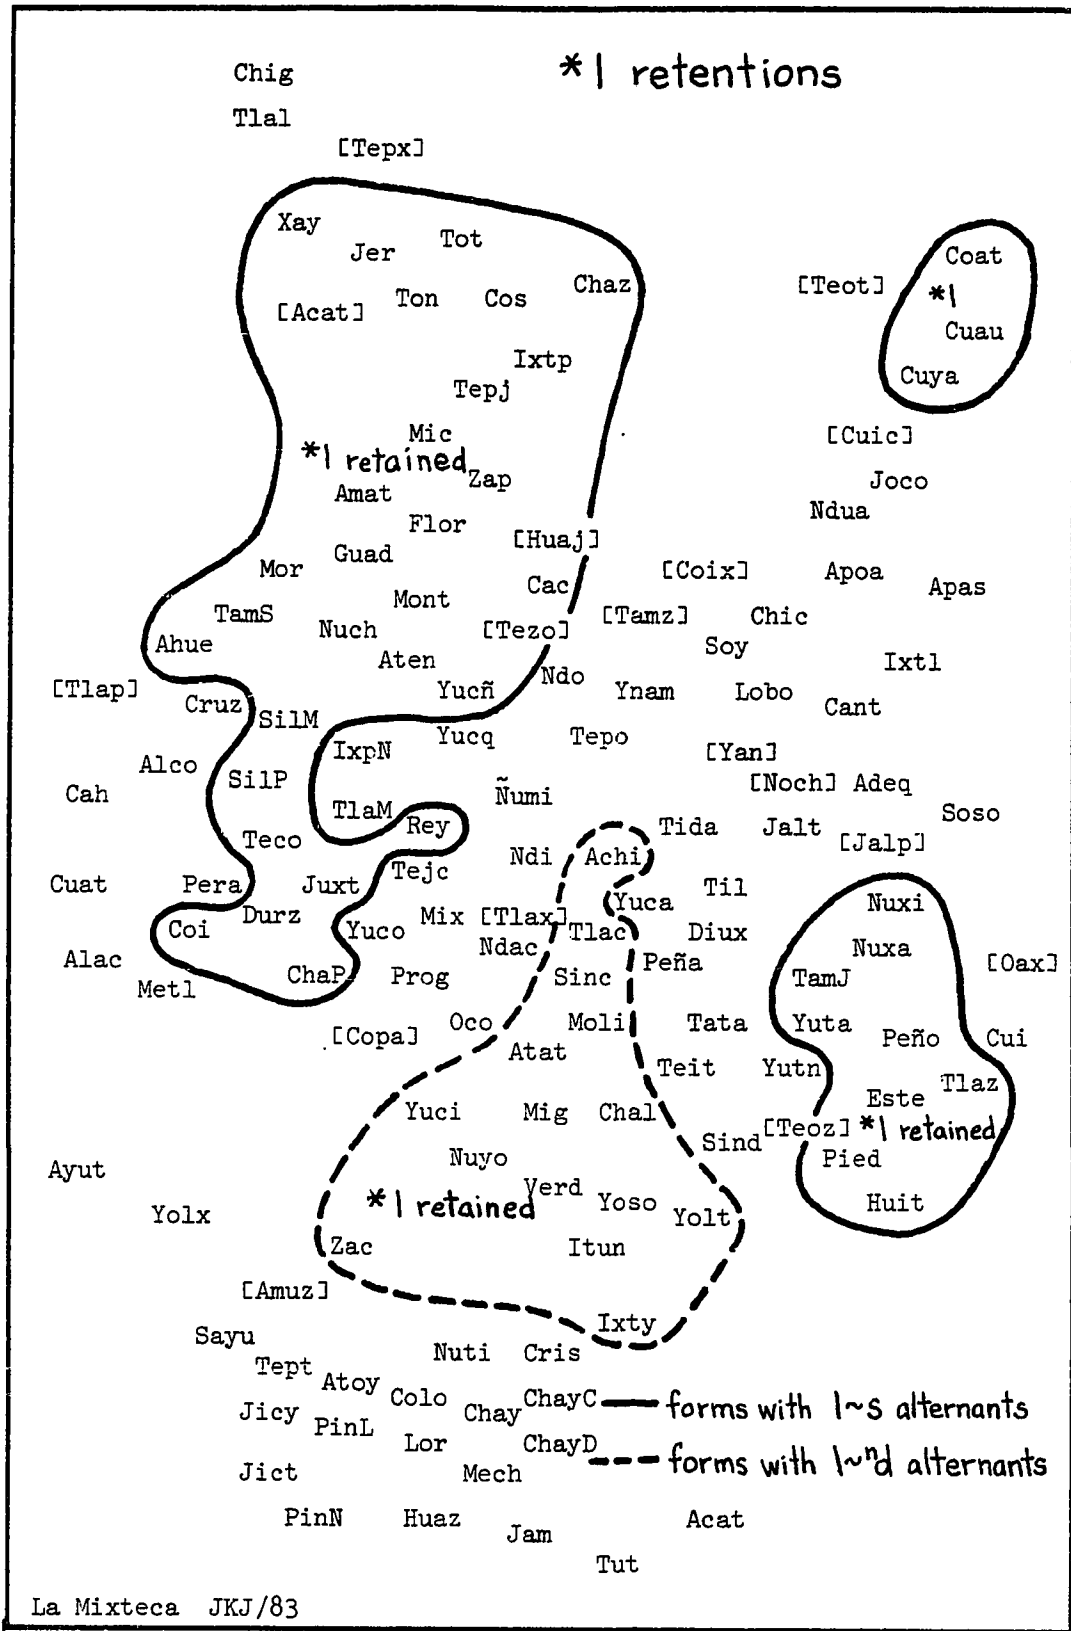 *l retentions
Chig
Tlal
[Tepx]
Xay
Jer
Tot
Chaz
[Acat]
Ton
Cos
Ixtp
Tepj
Mic
*l retained
Zap
Amat
Flor
Guad
[Huaj]
Mor
Cac
Mont
TamS
Nuch
[Tezo]
Ahue
Aten
Yucñ
Coat
[Teot]
*l
Cuau
Cuya
[Cuic]
Joco
Ndua
[Coix]
Apoa
Apas
[Tamz]
Chic
Soy
Ixtl
Ndo
Ynam
Lobo
Cant
[Tlap]
Cruz
SilM
IxpN
Yucq
Tepo
[Yan]
Alco
SilP
Cah
Ñumi
[Noch] Adeq
TlaM
Rey
Soso
Teco
Tida
Jalt
[Jalp]
Ndi
Achi
Tejc
Cuat
Pera
Juxt
Til
Nuxi
Yuca
Durz
Mix
[Tlax]
Coi
Yuco
Tlac
Diux
Ndac
Nuxa
Alac
Peña
[Oax]
ChaP
Prog
Sinc
TamJ
Metl
Oco
Moli
Tata
Yuta
[Copa]
Peño
Cui
Atat
Teit
Yutn
Tlaz
Este
Yuci
Mig
Chal
[Teoz] *l retained
Sind
Nuyo
Pied
Ayut
Verd
Yoso
Huit
*l retained
Yolx
Yolt
Zac
Itun
[Amuz]
Ixty
Sayu
Nuti
Cris
Tept
Atoy
Colo
ChayC
forms with l~s alternants
Jicy
PinL
Chay
Lor
ChayD
forms with l~ⁿd alternants
Jict
Mech
PinN
Huaz
Jam
Acat
Tut
La Mixteca JKJ/83